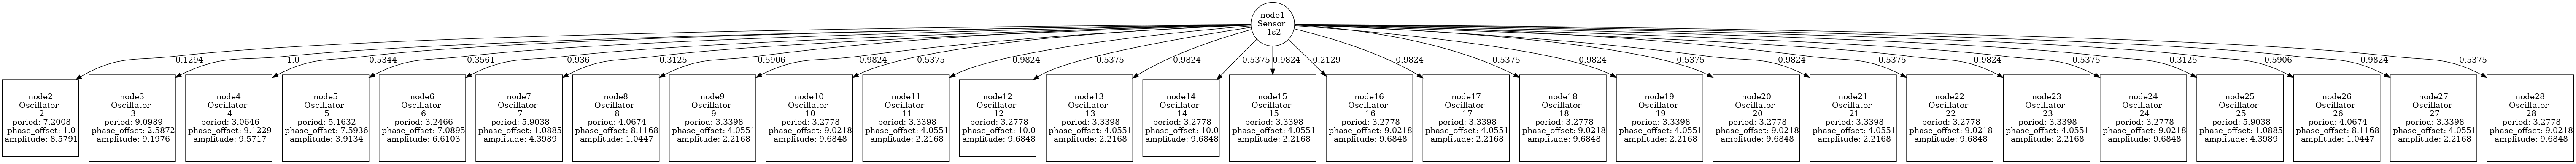 node1
Sensor
1s2
0.1294
1.0
-0.5344
0.3561
0.936
-0.3125
0.5906
0.9824
-0.5375
0.9824
-0.5375
0.9824
-0.5375
0.9824
0.2129
0.9824
-0.5375
0.9824
-0.5375
0.9824
-0.5375
0.9824
-0.5375
-0.3125
0.5906
0.9824
-0.5375
node2
Oscillator
2
period: 7.2008
phase_offset: 1.0
amplitude: 8.5791
node3
Oscillator
3
period: 9.0989
phase_offset: 2.5872
amplitude: 9.1976
node4
Oscillator
4
period: 3.0646
phase_offset: 9.1229
amplitude: 9.5717
node5
Oscillator
5
period: 5.1632
phase_offset: 7.5936
amplitude: 3.9134
node6
Oscillator
6
period: 3.2466
phase_offset: 7.0895
amplitude: 6.6103
node7
Oscillator
7
period: 5.9038
phase_offset: 1.0885
amplitude: 4.3989
node8
Oscillator
8
period: 4.0674
phase_offset: 8.1168
amplitude: 1.0447
node9
Oscillator
9
period: 3.3398
phase_offset: 4.0551
amplitude: 2.2168
node10
Oscillator
10
period: 3.2778
phase_offset: 9.0218
amplitude: 9.6848
node11
Oscillator
11
period: 3.3398
phase_offset: 4.0551
amplitude: 2.2168
node12
Oscillator
12
period: 3.2778
phase_offset: 10.0
amplitude: 9.6848
node13
Oscillator
13
period: 3.3398
phase_offset: 4.0551
amplitude: 2.2168
node14
Oscillator
14
period: 3.2778
phase_offset: 10.0
amplitude: 9.6848
node15
Oscillator
15
period: 3.3398
phase_offset: 4.0551
amplitude: 2.2168
node16
Oscillator
16
period: 3.2778
phase_offset: 9.0218
amplitude: 9.6848
node17
Oscillator
17
period: 3.3398
phase_offset: 4.0551
amplitude: 2.2168
node18
Oscillator
18
period: 3.2778
phase_offset: 9.0218
amplitude: 9.6848
node19
Oscillator
19
period: 3.3398
phase_offset: 4.0551
amplitude: 2.2168
node20
Oscillator
20
period: 3.2778
phase_offset: 9.0218
amplitude: 9.6848
node21
Oscillator
21
period: 3.3398
phase_offset: 4.0551
amplitude: 2.2168
node22
Oscillator
22
period: 3.2778
phase_offset: 9.0218
amplitude: 9.6848
node23
Oscillator
23
period: 3.3398
phase_offset: 4.0551
amplitude: 2.2168
node24
Oscillator
24
period: 3.2778
phase_offset: 9.0218
amplitude: 9.6848
node25
Oscillator
25
period: 5.9038
phase_offset: 1.0885
amplitude: 4.3989
node26
Oscillator
26
period: 4.0674
phase_offset: 8.1168
amplitude: 1.0447
node27
Oscillator
27
period: 3.3398
phase_offset: 4.0551
amplitude: 2.2168
node28
Oscillator
28
period: 3.2778
phase_offset: 9.0218
amplitude: 9.6848